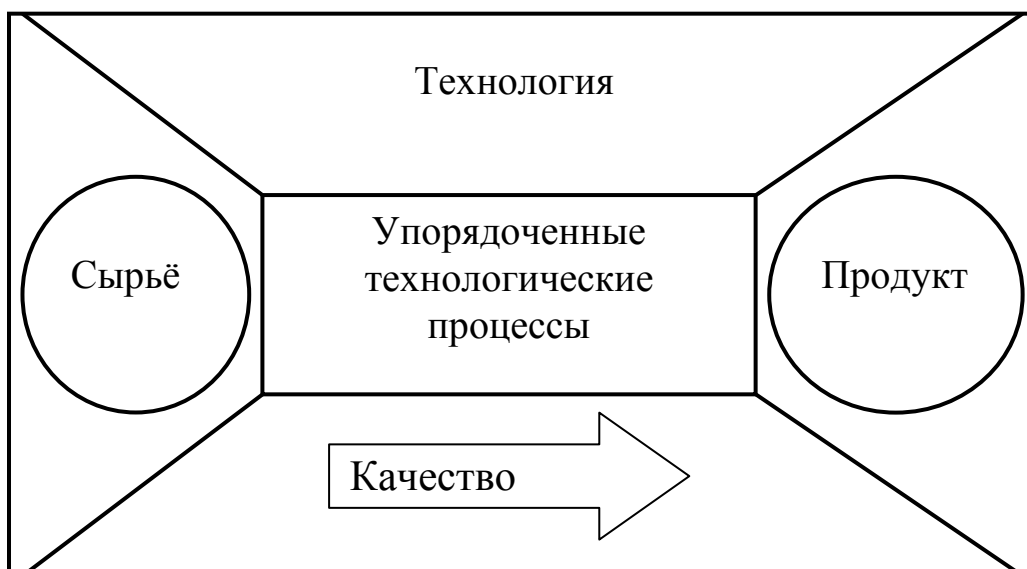 Технология
Сырьё
Упорядоченные
технологические
процессы
Продукт
Качество